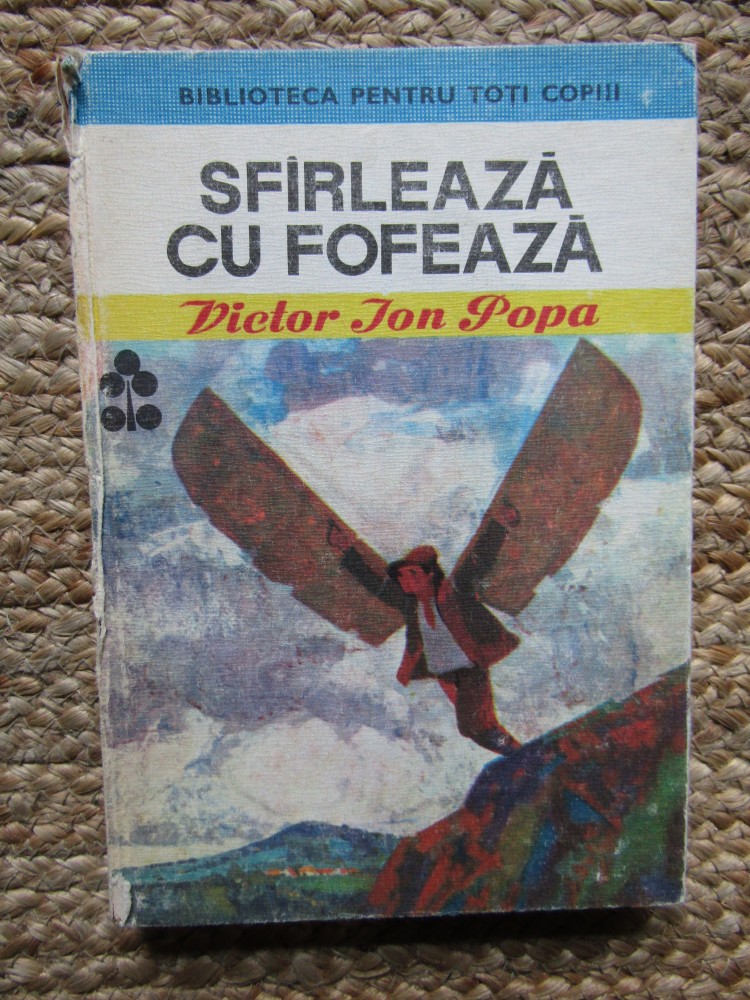 BIBLIOTECA PENTRU TOȚI COPIII
SFÎRLEAZĂ
CU FOFEAZĂ
Victor Ion Popa